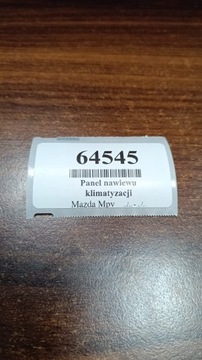 64545
Panel nawiewu
klimatyzacji
Mazda Mpv